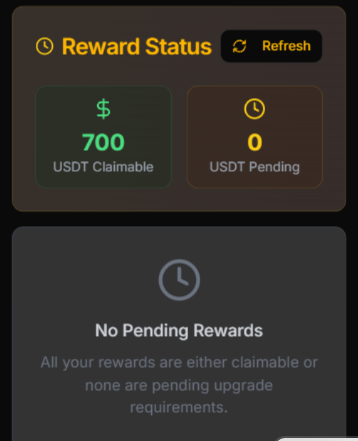 Reward Status
Refresh
$
700
0
USDT Claimable
USDT Pending
No Pending Rewards
All your rewards are either claimable or
none are pending upgrade
requirements.